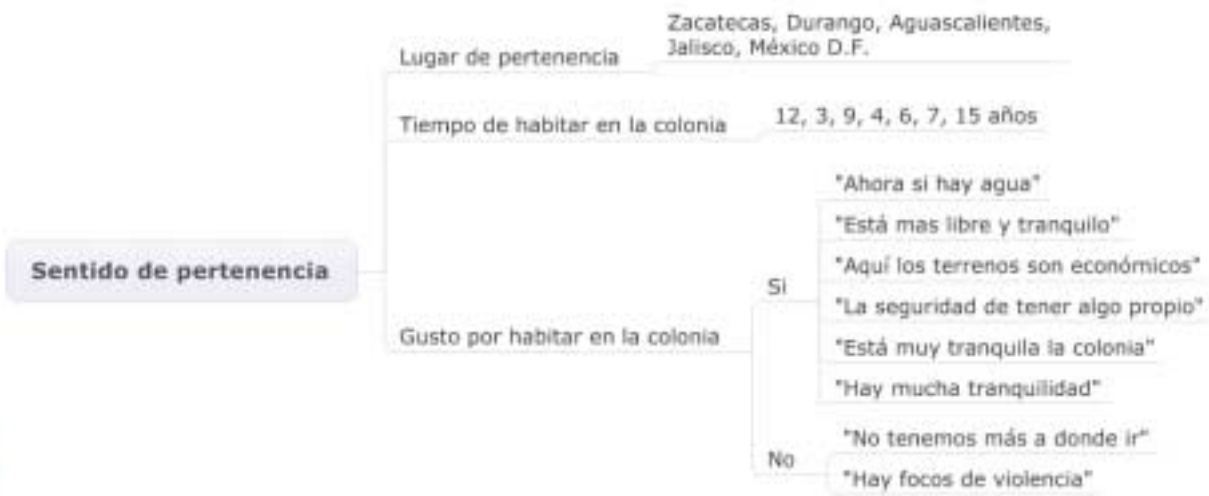 Sentido de pertenencia
Lugar de pertenencia
Zacatecas, Durango, Aguascalientes,
Jalisco, México D.F.
Tiempo de habitar en la colonia
12, 3, 9, 4, 6, 7, 15 años
Gusto por habitar en la colonia
Si
"Ahora si hay agua"
"Está mas libre y tranquilo"
"Aquí los terrenos son económicos"
"La seguridad de tener algo propio"
"Está muy tranquila la colonia"
"Hay mucha tranquilidad"
No
"No tenemos más a donde ir"
"Hay focos de violencia"